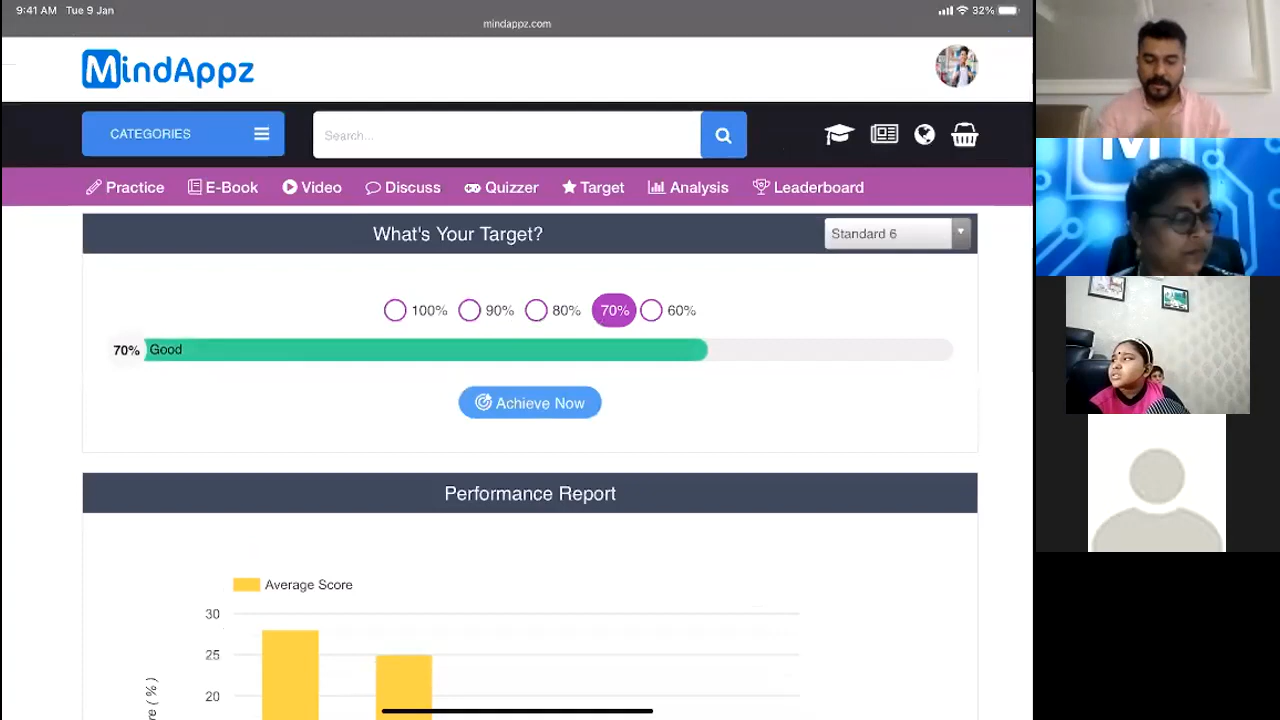 9:41 AM Tue 9 Jan
32%
mindappz.com
MindAppz
CATEGORIES
Search...
Practice E-Book Video Discuss Quizzer Target Analysis Leaderboard
What's Your Target?
Standard 6
100% 90% 80% 70% 60%
70% Good
Achieve Now
Performance Report
Average Score
30
25
20
(%)
M